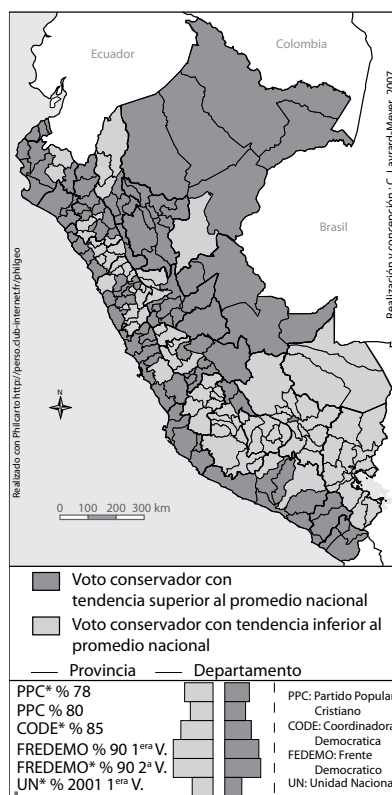 Ecuador
Colombia
Brasil
Realización y concepción : C. Layrard-Meyer, 2007
Realizado con Philcarto http//perso.club-internet.fr/philgeo
N
0 100 200 300 km
Voto conservador con
tendencia superior al promedio nacional
Voto conservador con tendencia inferior al
promedio nacional
Provincia
Departamento
PPC* % 78
PPC % 80
CODE* % 85
FREDEMO % 90 1era V.
FREDEMO* % 90 2a V.
UN* % 2001 1era V.
PPC: Partido Popular
Cristiano
CODE: Coordinadora
Democratica
FEDEMO: Frente
Democratico
UN: Unidad Nacional